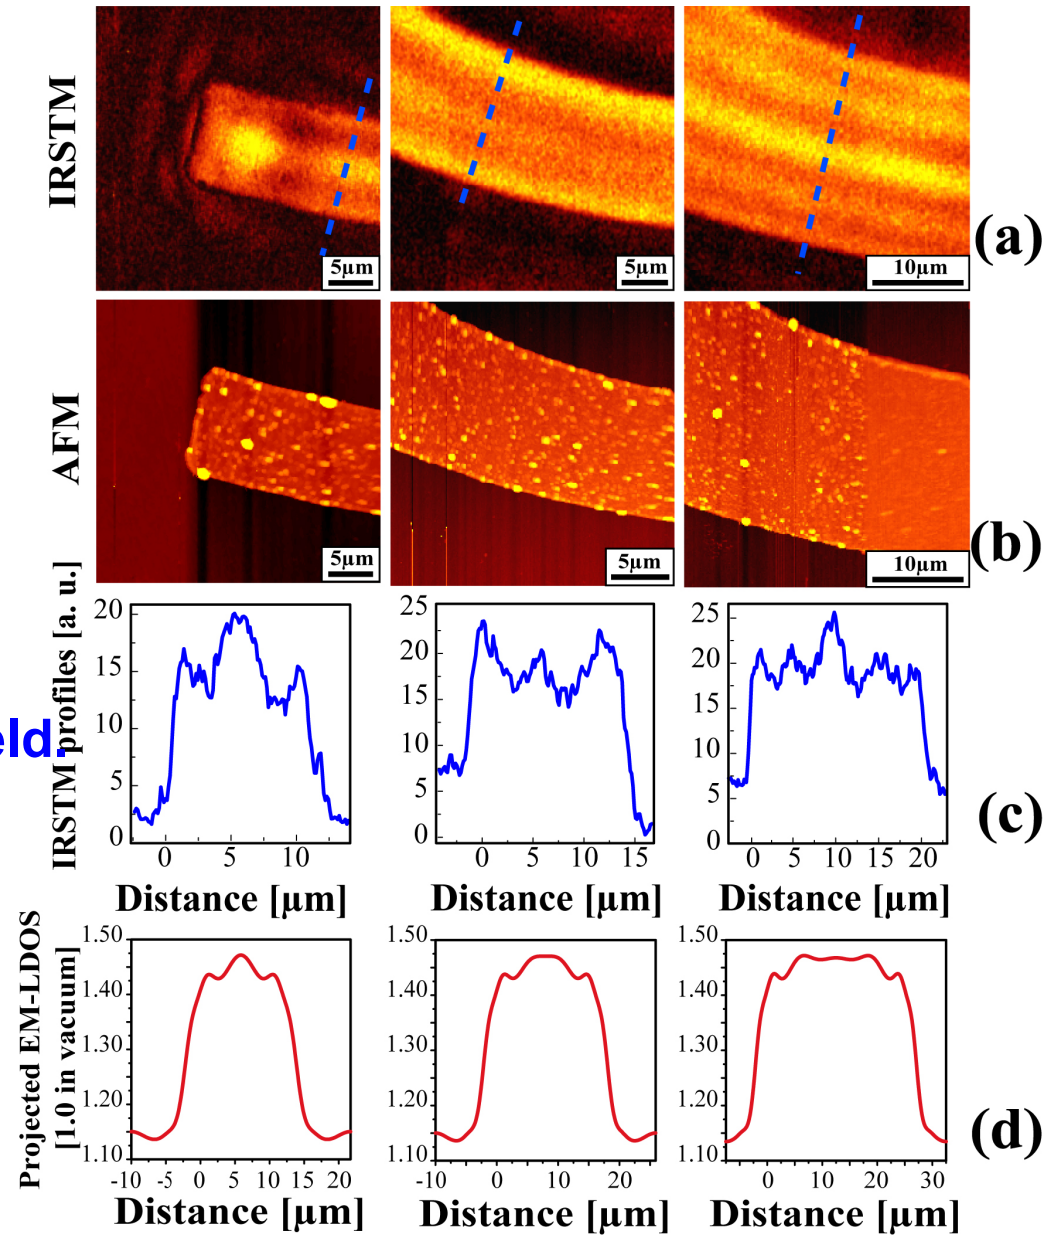 IRSTM
5µm
5µm
10µm
(a)
AFM
5µm
5µm
10µm
(b)
IRSTM profiles [a. u.]
20
15
10
5
0
0 5 10
Distance [µm]
25
20
15
10
5
0
0 5 10 15
Distance [µm]
25
20
15
10
5
0
0 5 10 15 20
Distance [µm]
(c)
eld.
Projected EM-LDOS
[1.0 in vacuum]
1.50
1.40
1.30
1.20
1.10
-10 -5 0 5 10 15 20
Distance [µm]
1.50
1.40
1.30
1.20
1.10
-10 0 10 20
Distance [µm]
1.50
1.40
1.30
1.20
1.10
0 10 20 30
Distance [µm]
(d)